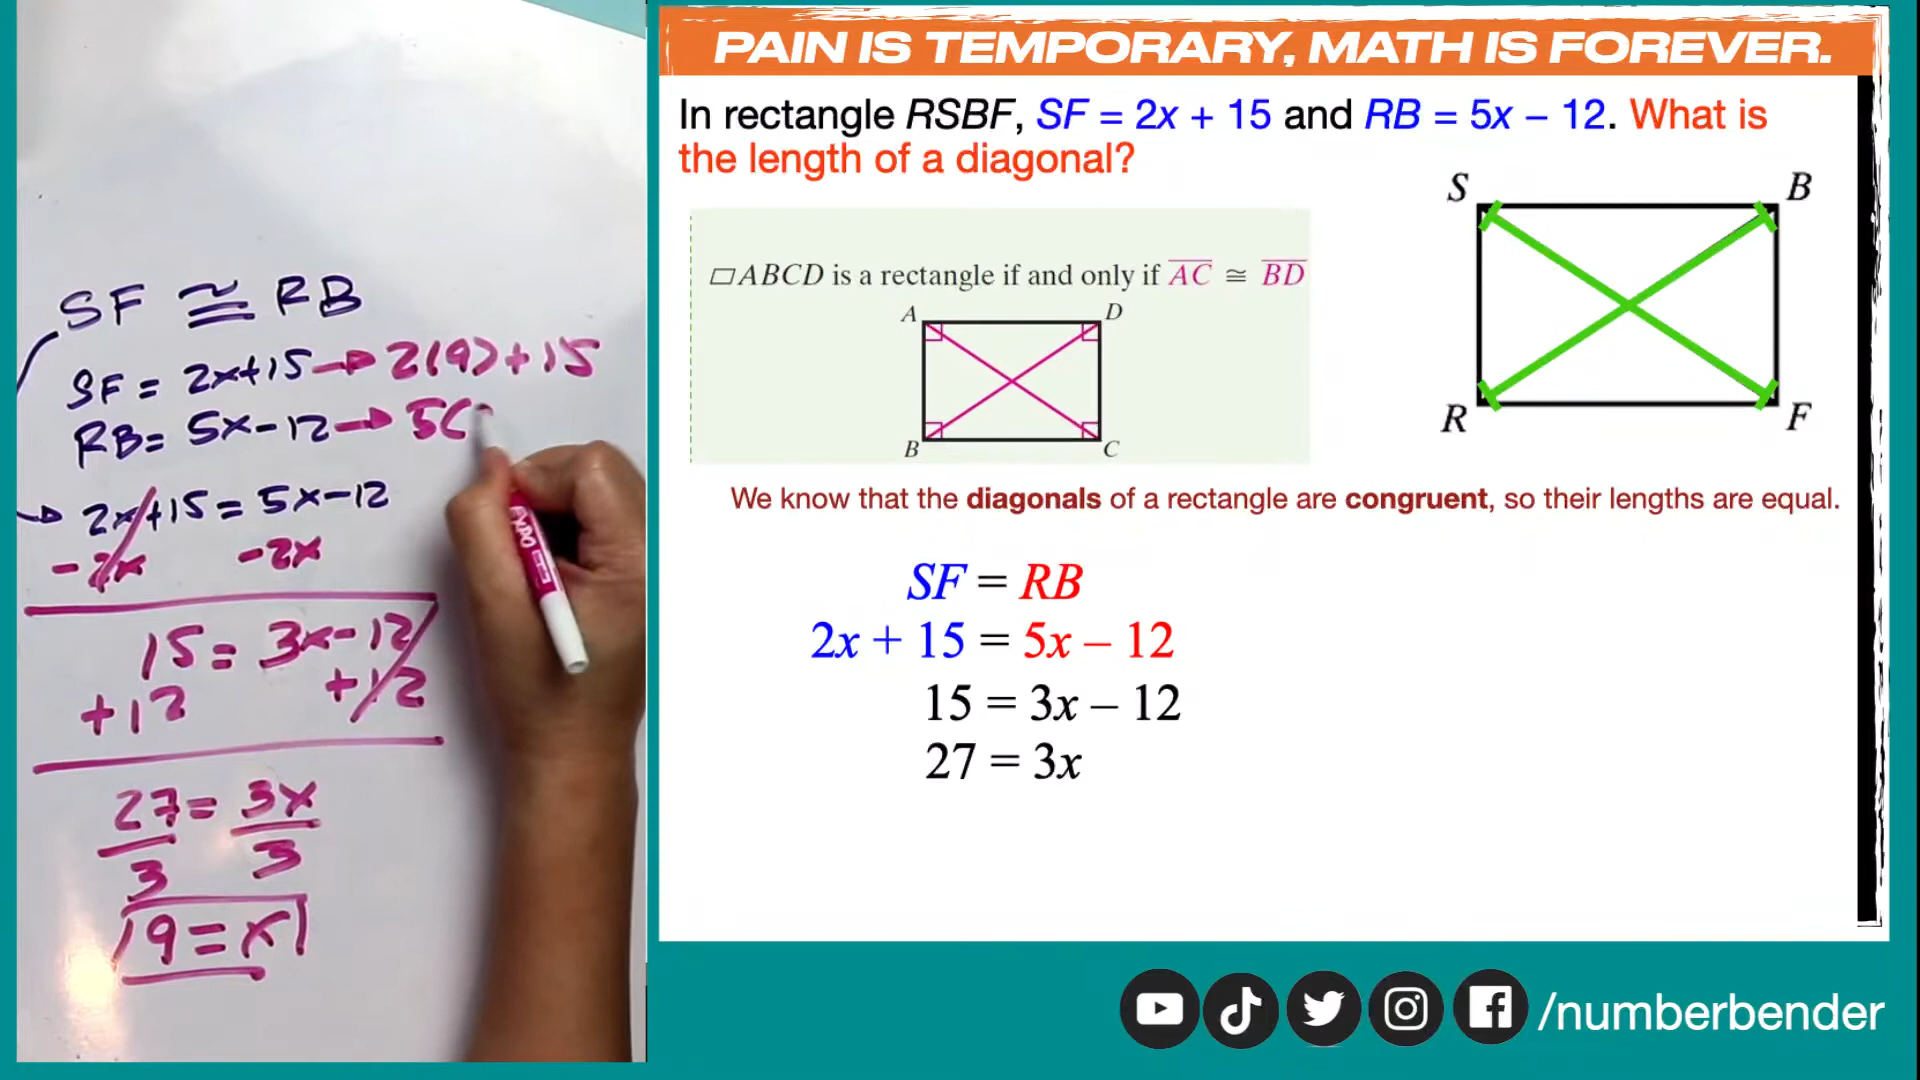 SF ≅ RB
SF = 2x+15 → 2(9)+15
RB= 5x-12 → 5(
→ 2x+15 = 5x-12
-2x -2x
15 = 3x-12
+12 +12
27 = 3x
3 3
9 = x
EXPO
PAIN IS TEMPORARY, MATH IS FOREVER.
In rectangle RSBF, SF = 2x + 15 and RB = 5x – 12. What is
the length of a diagonal?
S B
R F
▱ABCD is a rectangle if and only if AC ≅ BD
A D
B C
We know that the diagonals of a rectangle are congruent, so their lengths are equal.
SF = RB
2x + 15 = 5x – 12
15 = 3x – 12
27 = 3x
/numberbender